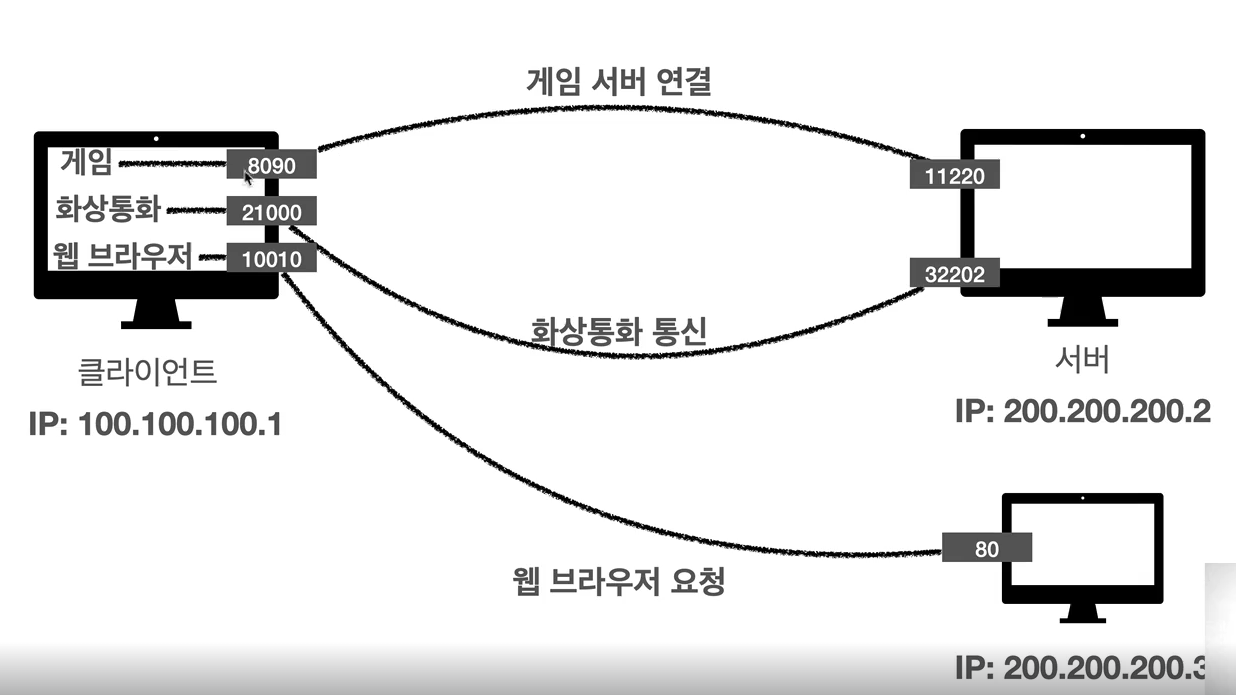 게임 서버 연결
게임
8090
11220
화상통화
21000
웹 브라우저
10010
32202
화상통화 통신
클라이언트
서버
IP: 100.100.100.1
IP: 200.200.200.2
80
웹 브라우저 요청
IP: 200.200.200.3